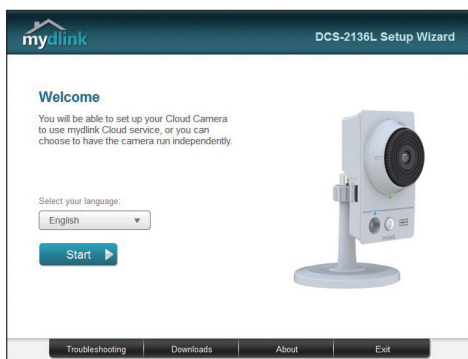 mydlink
DCS-2136L Setup Wizard
Welcome
You will be able to set up your Cloud Camera
to use mydlink Cloud service, or you can
choose to have the camera run independently.
Select your language:
English
Start
D-Link
Troubleshooting
Downloads
About
Exit